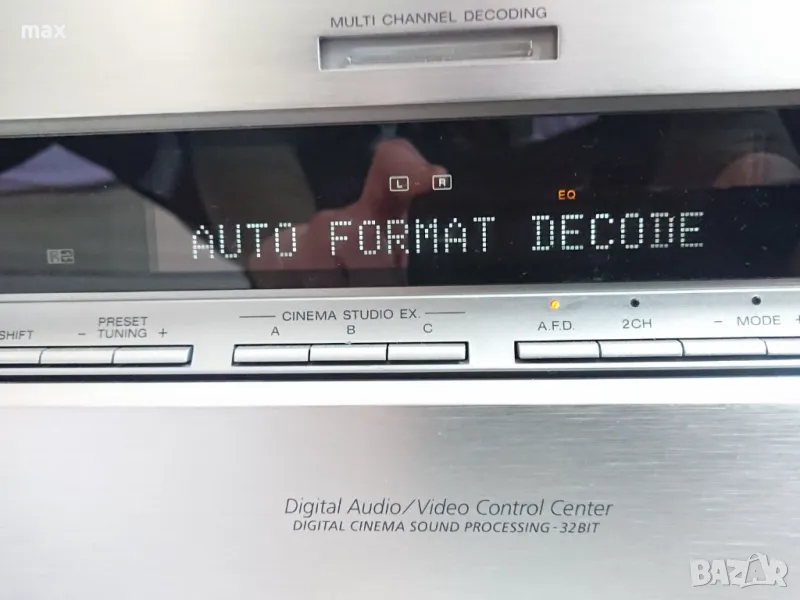 max
MULTI CHANNEL DECODING
L R
EQ
AUTO FORMAT DECODE
SHIFT
- PRESET TUNING +
CINEMA STUDIO EX.
A B C
A.F.D.
2CH
- MODE +
Digital Audio/Video Control Center
DIGITAL CINEMA SOUND PROCESSING-32BIT
BAZAR